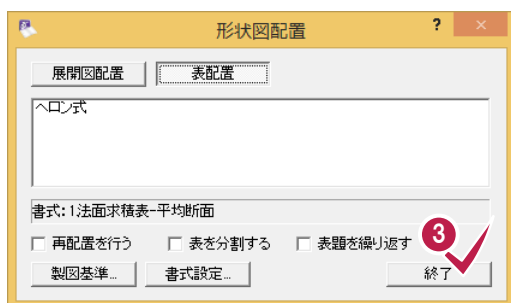 形状図配置 ? ×
展開図配置 表配置
ヘロン式
書式:1法面求積表-平均断面
再配置を行う 表を分割する 表題を繰り返す 3
製図基準... 書式設定... 終了